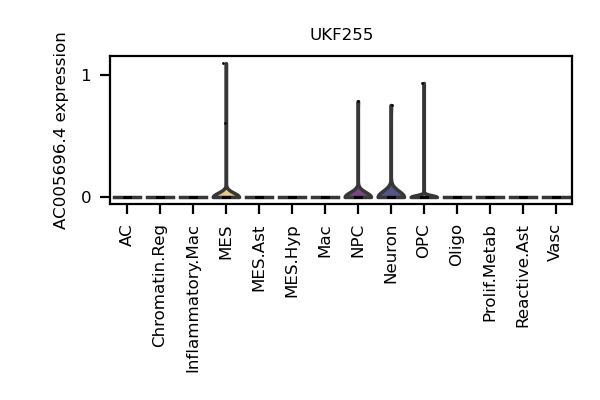 UKF255
AC005696.4 expression
1
0
AC
Chromatin.Reg
Inflammatory.Mac
MES
MES.Ast
MES.Hyp
Mac
NPC
Neuron
OPC
Oligo
Prolif.Metab
Reactive.Ast
Vasc